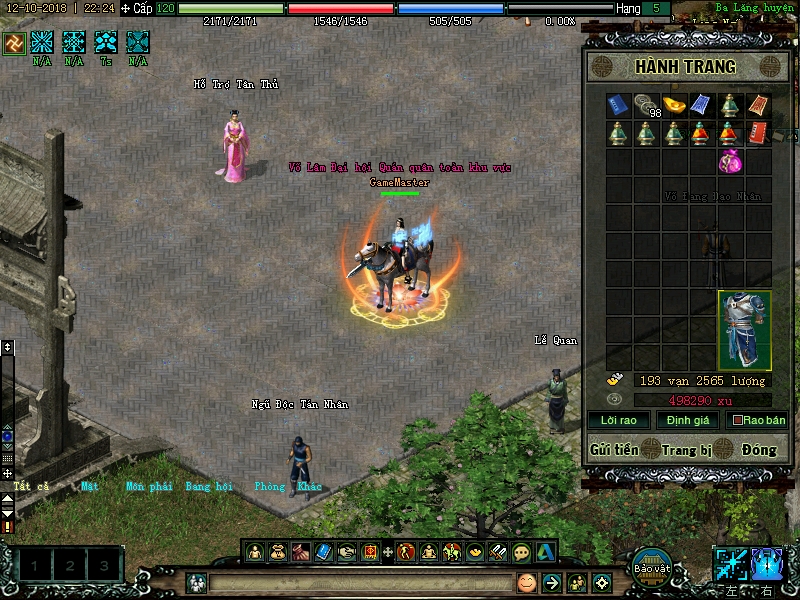 12-10-2018 | 22:24 Cấp 120
2171/2171 1546/1546 505/505 0.00% Hạng 5
Ba Lăng huyện
N/A N/A 7s N/A
Hỗ Trợ Tân Thủ
Võ Lâm Đại hội Quán quân toàn khu vực
GameMaster
Lễ Quan
Ngũ Độc Tán Nhân
Tất cả Mật Môn phái Bang hội Phòng Khác
HÀNH TRANG
98
Võ Đang Đạo Nhân
193 vạn 2565 lượng
498290 xu
Lời rao Định giá Rao bán
Gửi tiền Trang bị Đóng
1 2 3
Bảo vật
左 右